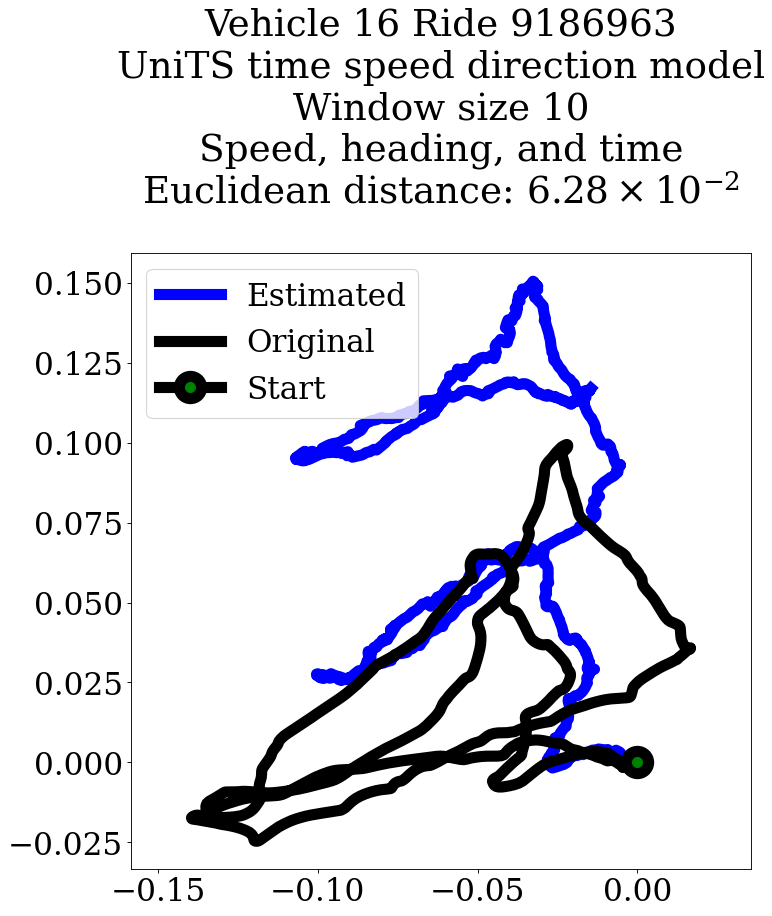 Vehicle 16 Ride 9186963
UniTS time speed direction model
Window size 10
Speed, heading, and time
Euclidean distance: 6.28 × 10⁻²
0.150
0.125
0.100
0.075
0.050
0.025
0.000
−0.025
Estimated
Original
Start
−0.15 −0.10 −0.05 0.00